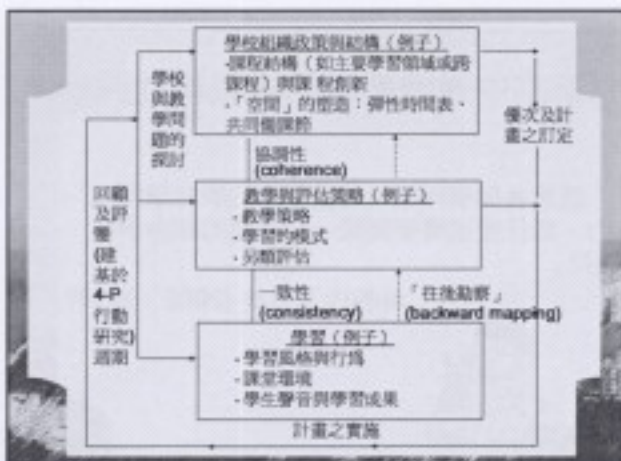 學校組織政策與結構（例子）
-課程結構（如主要學習領域或跨
課程）與課程創新
-「空間」的塑造：彈性時間表、
共同備課節
學校
與教
學問
題的
探討
優次及計
畫之訂定
協調性
(coherence)
教學與評估策略（例子）
-教學策略
-學習的模式
-另類評估
回顧
及評
鑒
(建
基於
4-P
行動
研究)
週期
一致性
(consistency)
「往後勘察」
(backward mapping)
學習（例子）
-學習風格與行為
-課堂環境
-學生聲音與學習成果
計畫之實施